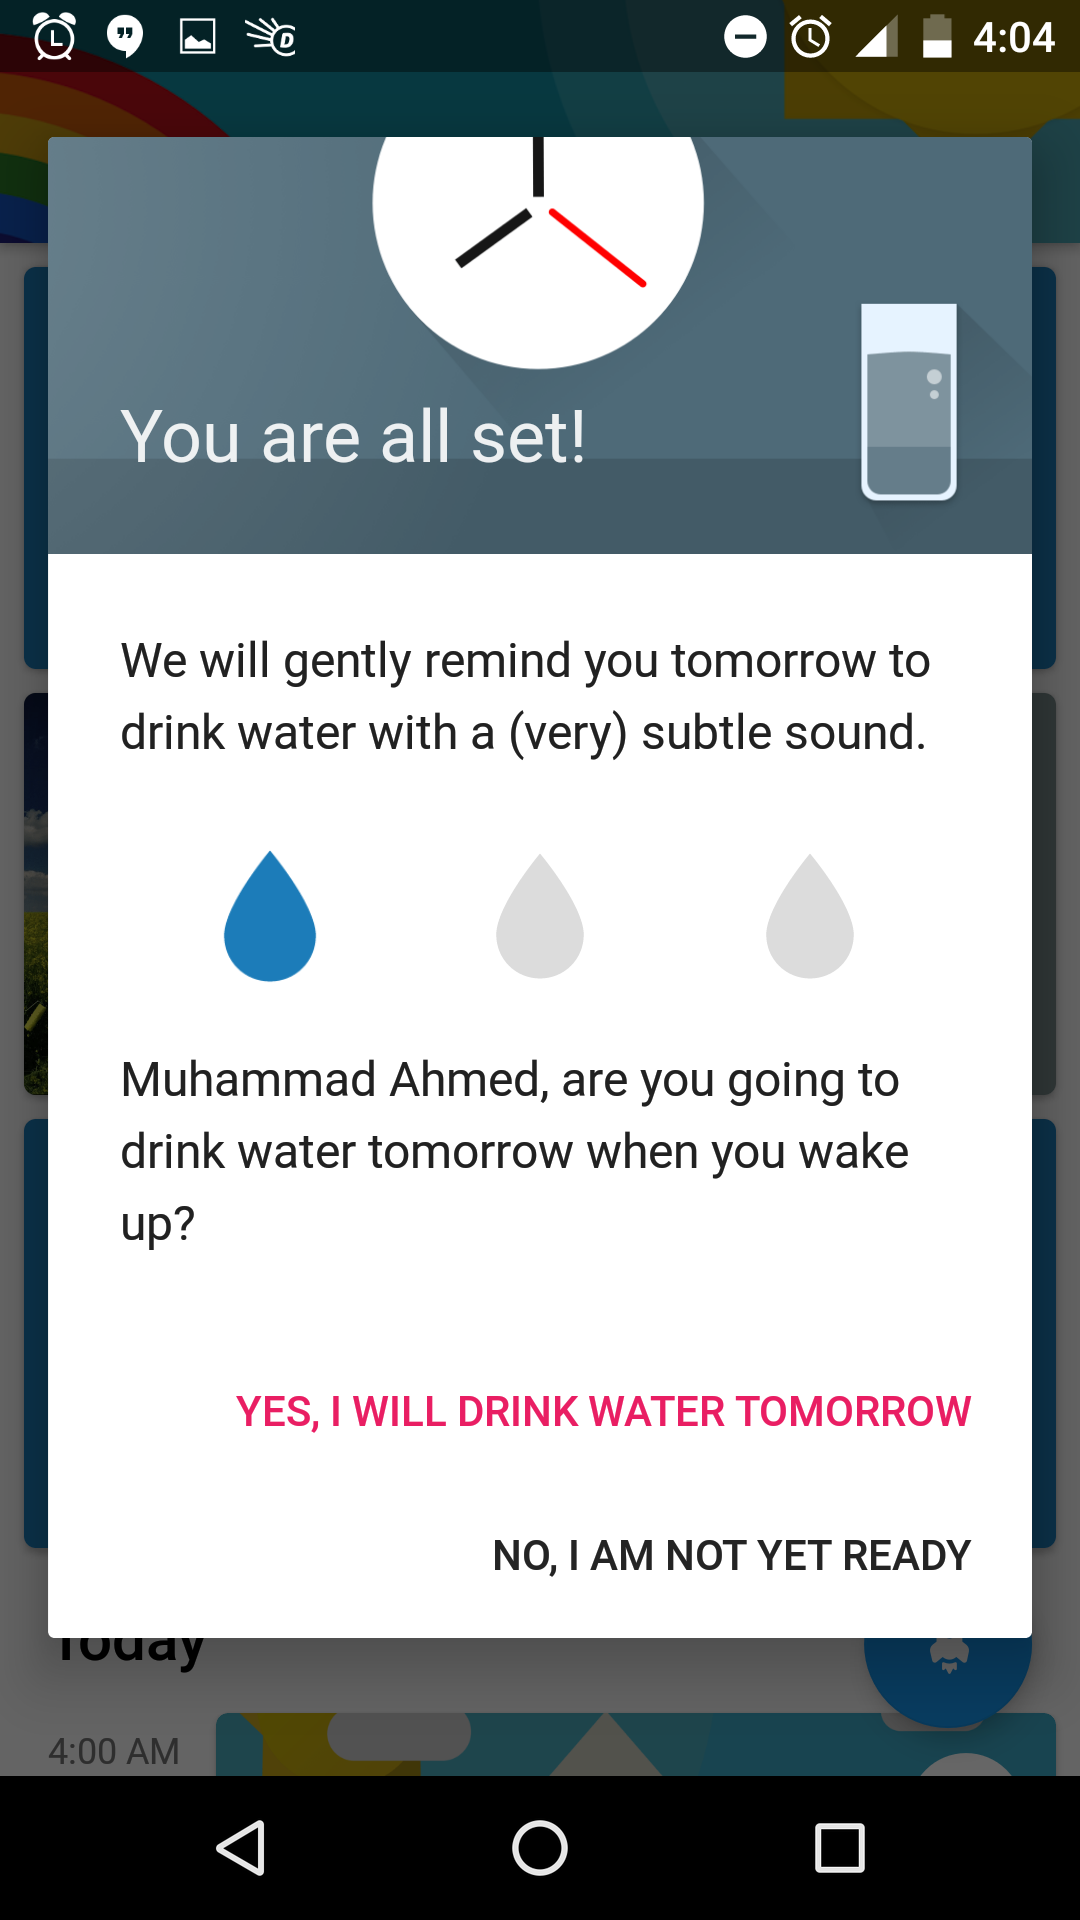 4:04
You are all set!
We will gently remind you tomorrow to
drink water with a (very) subtle sound.
Muhammad Ahmed, are you going to
drink water tomorrow when you wake
up?
YES, I WILL DRINK WATER TOMORROW
NO, I AM NOT YET READY
Today
4:00 AM